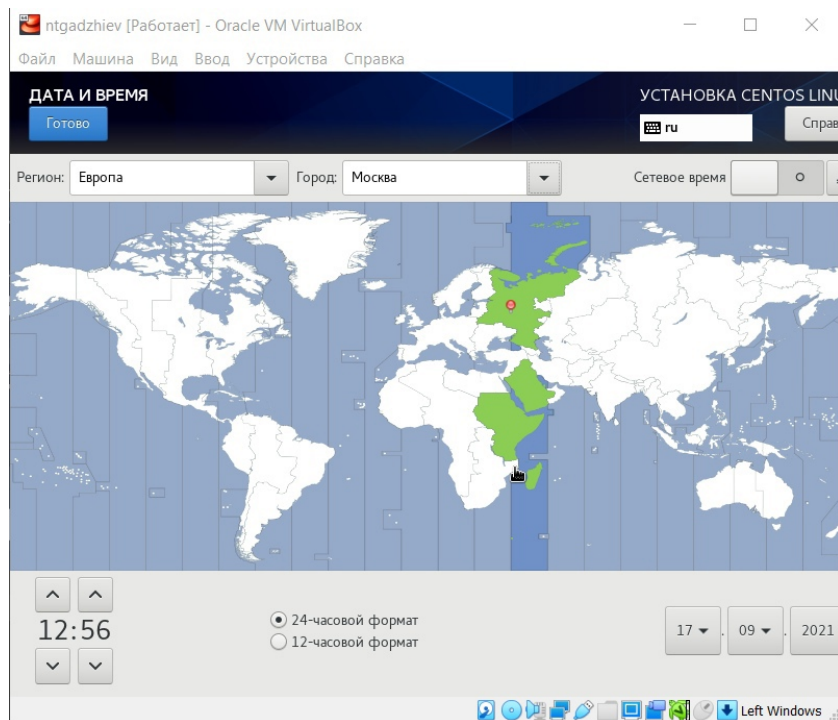 ntgadzhiev [Работает] - Oracle VM VirtualBox
Файл Машина Вид Ввод Устройства Справка
ДАТА И ВРЕМЯ
УСТАНОВКА CENTOS LINU
Готово
ru
Справ
Регион: Европа Город: Москва Сетевое время
12:56
24-часовой формат
12-часовой формат
17 . 09 . 2021
Left Windows